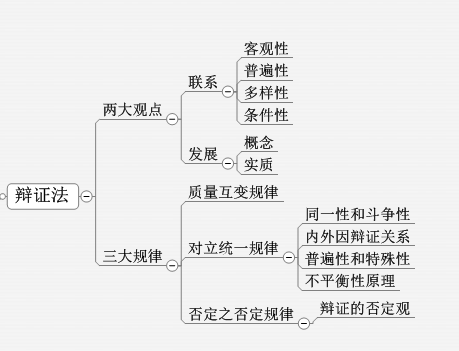 辩证法
两大观点
联系
客观性
普遍性
多样性
条件性
发展
概念
实质
三大规律
质量互变规律
对立统一规律
同一性和斗争性
内外因辩证关系
普遍性和特殊性
不平衡性原理
否定之否定规律
辩证的否定观